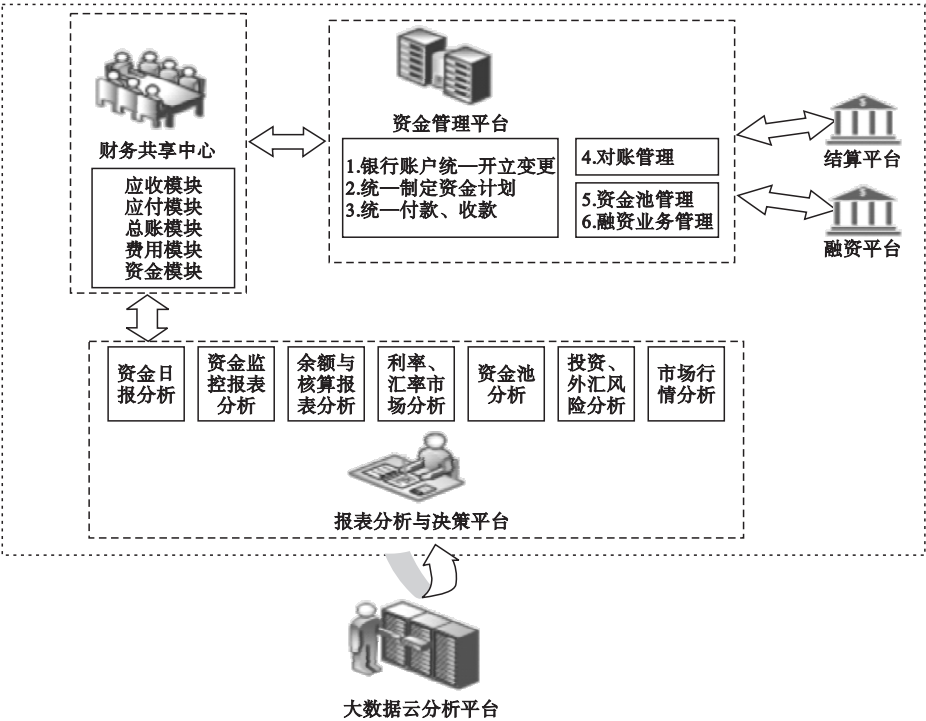 财务共享中心
应收模块
应付模块
总账模块
费用模块
资金模块
资金管理平台
1.银行账户统一开立变更
2.统一制定资金计划
3.统一付款、收款
4.对账管理
5.资金池管理
6.融资业务管理
$
结算平台
$
融资平台
资金日
报分析
资金监
控报表
分析
余额与
核算报
表分析
利率、
汇率市
场分析
资金池
分析
投资、
外汇风
险分析
市场行
情分析
报表分析与决策平台
大数据云分析平台